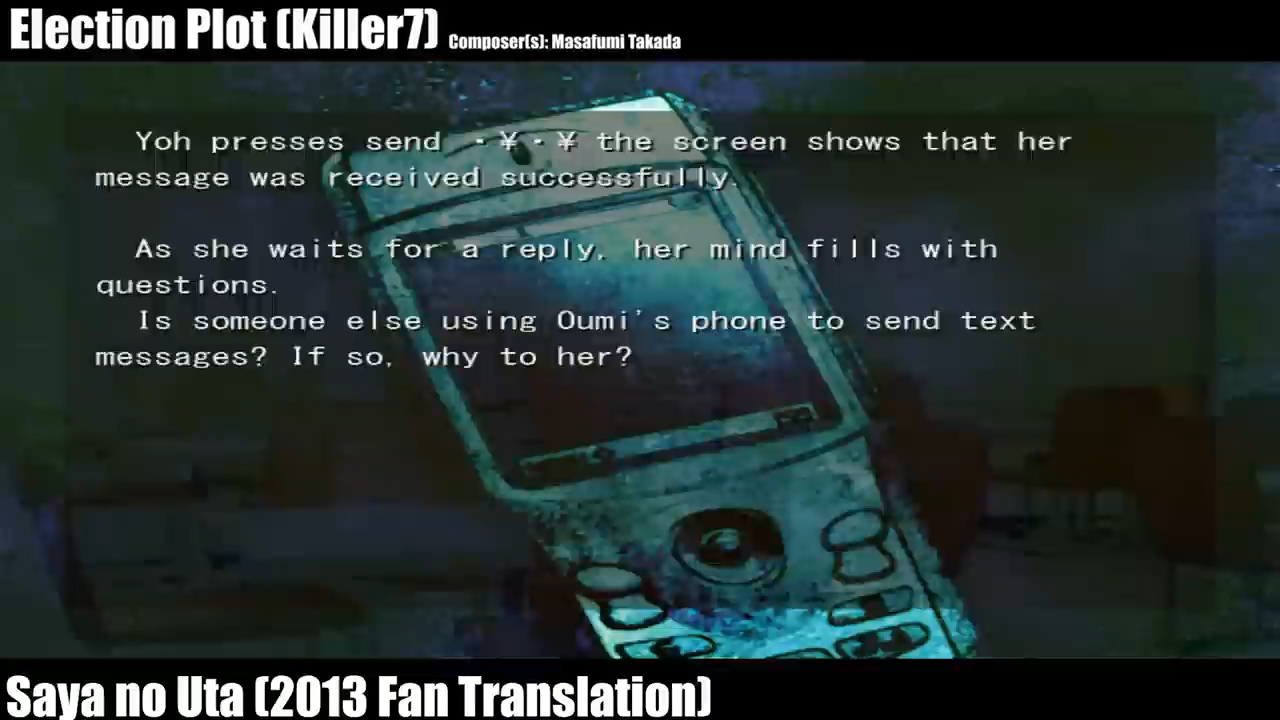 Election Plot (Killer7) Composer(s): Masafumi Takada
Yoh presses send ・¥・¥ the screen shows that her
message was received successfully.
As she waits for a reply, her mind fills with
questions.
Is someone else using Oumi's phone to send text
messages? If so, why to her?
Saya no Uta (2013 Fan Translation)